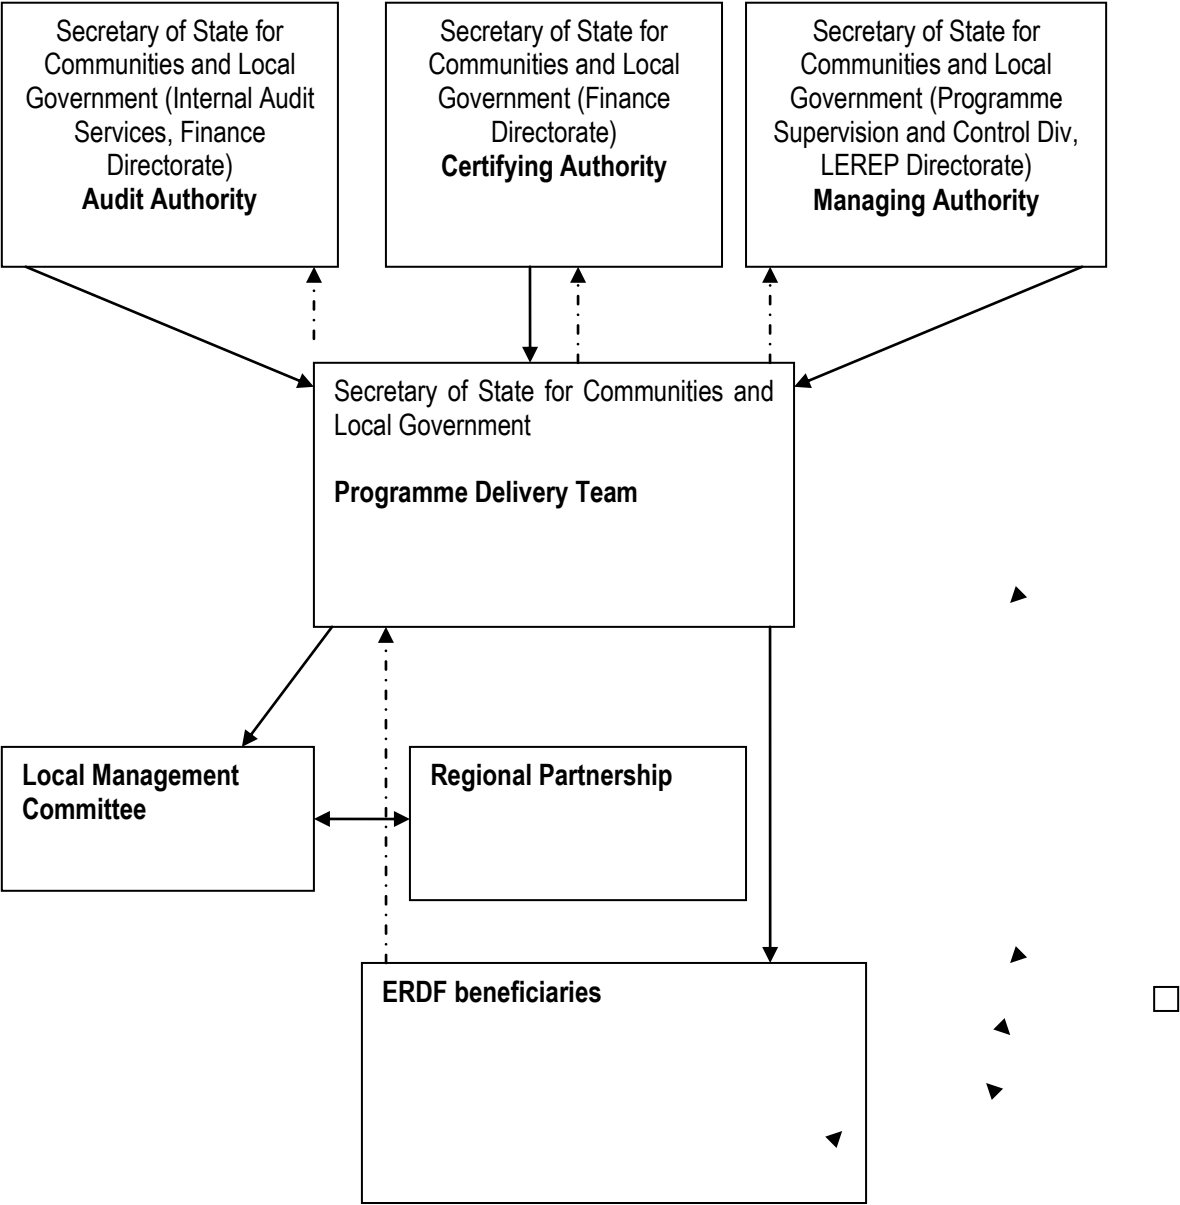 Secretary of State for
Communities and Local
Government (Internal Audit
Services, Finance
Directorate)
Audit Authority
Secretary of State for
Communities and Local
Government (Finance
Directorate)
Certifying Authority
Secretary of State for
Communities and Local
Government (Programme
Supervision and Control Div,
LEREP Directorate)
Managing Authority
Secretary of State for Communities and
Local Government
Programme Delivery Team
Local Management
Committee
Regional Partnership
ERDF beneficiaries